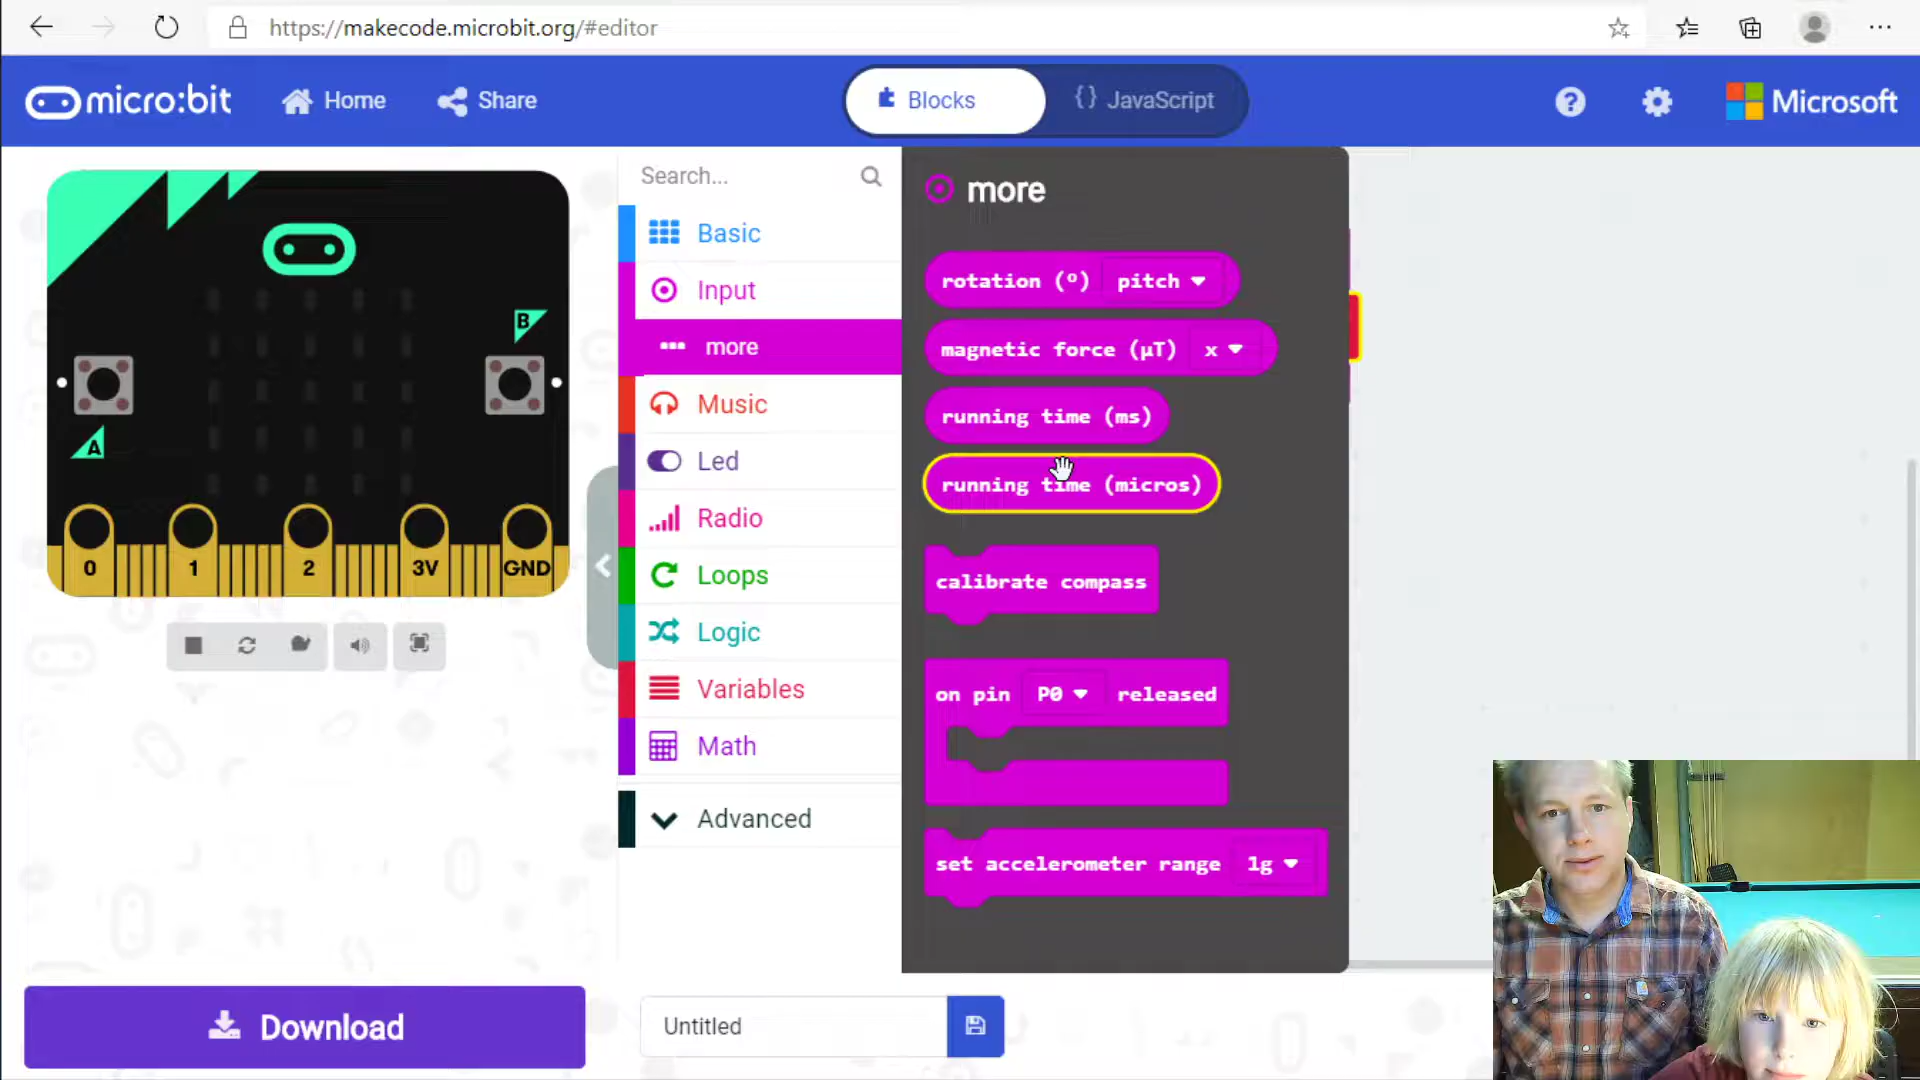 https://makecode.microbit.org/#editor
micro:bit
Home
Share
Blocks
{} JavaScript
?
Microsoft
Search...
Basic
Input
more
Music
Led
Radio
Loops
Logic
Variables
Math
Advanced
more
rotation (º) pitch
magnetic force (µT) x
running time (ms)
running time (micros)
calibrate compass
on pin P0 released
set accelerometer range 1g
B
A
0 1 2 3V GND
Download
Untitled